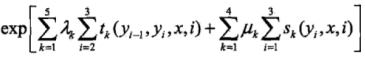 exp[∑_{k=1}^{5} λ_k ∑_{i=2}^{3} t_k(y_{i-1}, y_i, x, i) + ∑_{k=1}^{4} μ_k ∑_{i=1}^{3} s_k(y_i, x, i)]